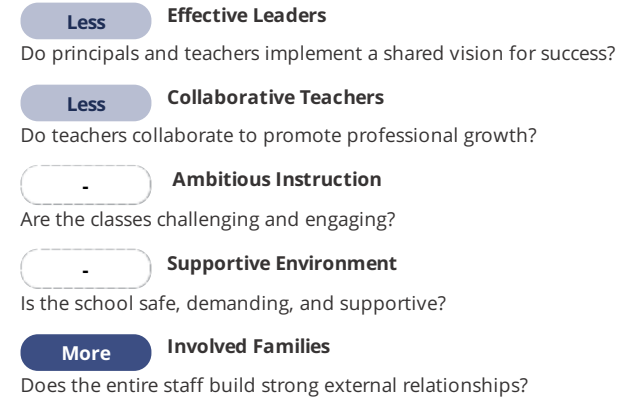 Less Effective Leaders
Do principals and teachers implement a shared vision for success?
Less Collaborative Teachers
Do teachers collaborate to promote professional growth?
- Ambitious Instruction
Are the classes challenging and engaging?
- Supportive Environment
Is the school safe, demanding, and supportive?
More Involved Families
Does the entire staff build strong external relationships?